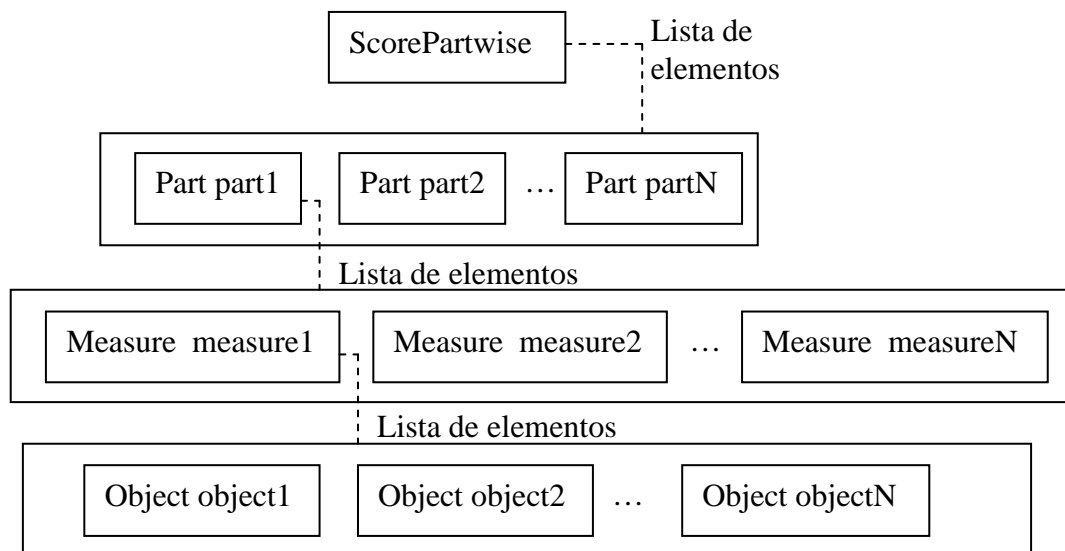 ScorePartwise
Lista de
elementos
Part part1
Part part2
…
Part partN
Lista de elementos
Measure measure1
Measure measure2
…
Measure measureN
Lista de elementos
Object object1
Object object2
…
Object objectN